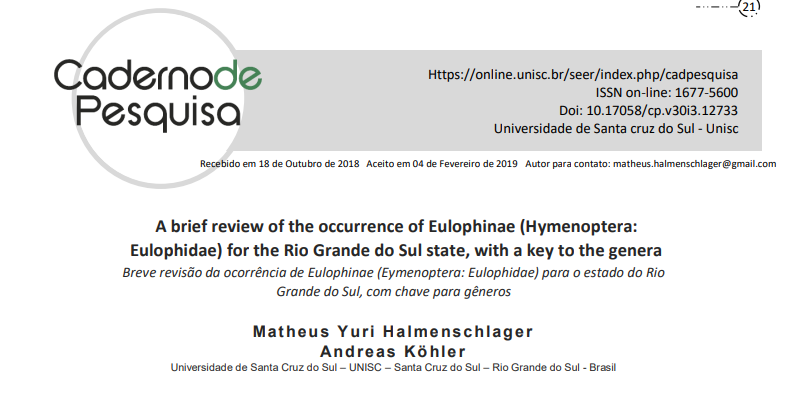 21
Cadernode
Pesquisa
Https://online.unisc.br/seer/index.php/cadpesquisa
ISSN on-line: 1677-5600
Doi: 10.17058/cp.v30i3.12733
Universidade de Santa cruz do Sul - Unisc
Recebido em 18 de Outubro de 2018 Aceito em 04 de Fevereiro de 2019 Autor para contato: matheus.halmenschlager@gmail.com
A brief review of the occurrence of Eulophinae (Hymenoptera:
Eulophidae) for the Rio Grande do Sul state, with a key to the genera
Breve revisão da ocorrência de Eulophinae (Eymenoptera: Eulophidae) para o estado do Rio
Grande do Sul, com chave para gêneros
Matheus Yuri Halmenschlager
Andreas Köhler
Universidade de Santa Cruz do Sul – UNISC – Santa Cruz do Sul – Rio Grande do Sul - Brasil